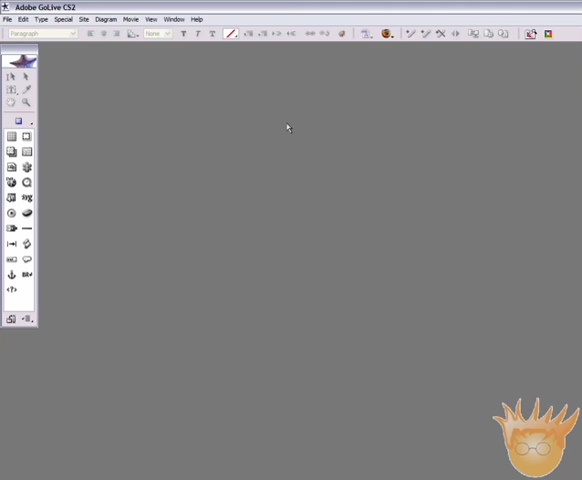 Adobe GoLive CS2
File Edit Type Special Site Diagram Movie View Window Help
Paragraph None T T T